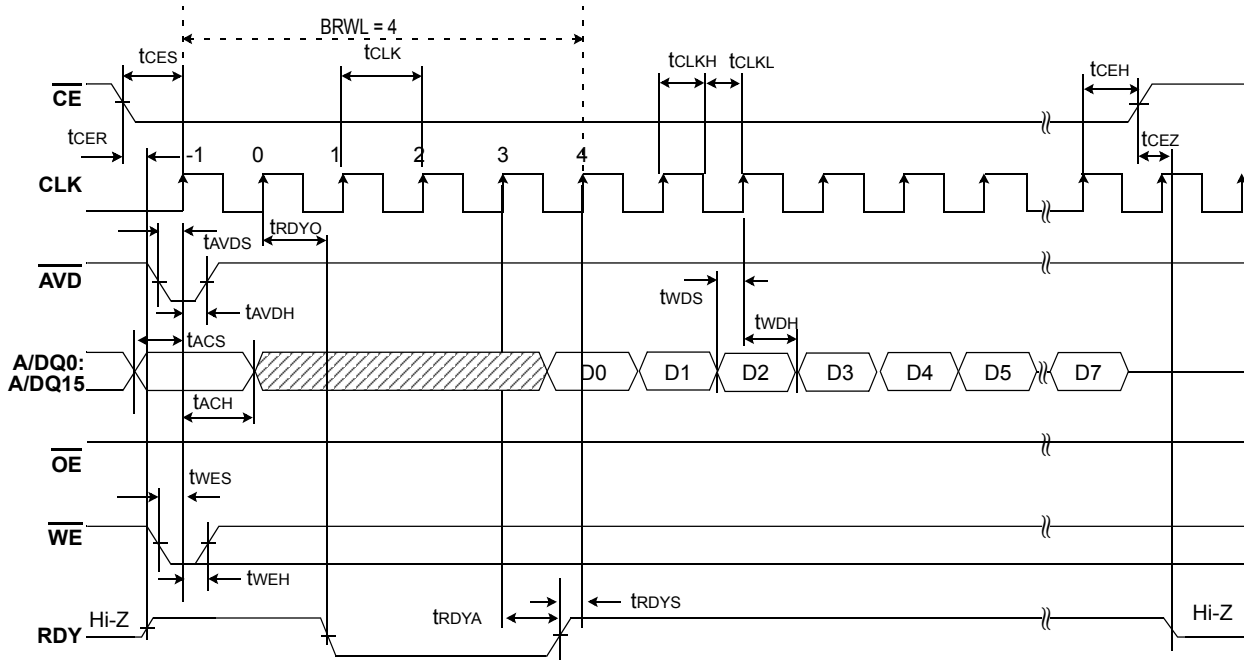 BRWL = 4
tCES
tCLK
tCLKH
tCLKL
tCEH
CE
tCER
tCEZ
-1 0 1 2 3 4
CLK
tRDYO
tAVDS
AVD
tAVDH
tWDS
tWDH
tACS
A/DQ0:
A/DQ15
D0 D1 D2 D3 D4 D5 D7
tACH
OE
tWES
WE
tWEH
tRDYA
tRDYS
Hi-Z
Hi-Z
RDY